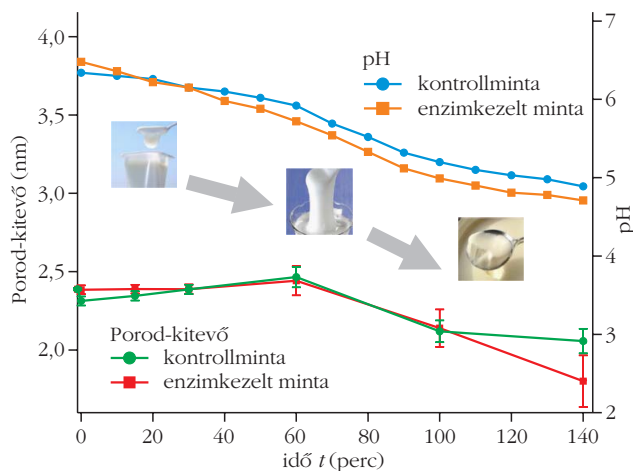 4,0
3,5
3,0
2,5
2,0
Porod-kitevő (nm)
7
6
5
4
3
2
pH
pH
kontrollminta
enzimkezelt minta
Porod-kitevő
kontrollminta
enzimkezelt minta
0 20 40 60 80 100 120 140
idő t (perc)